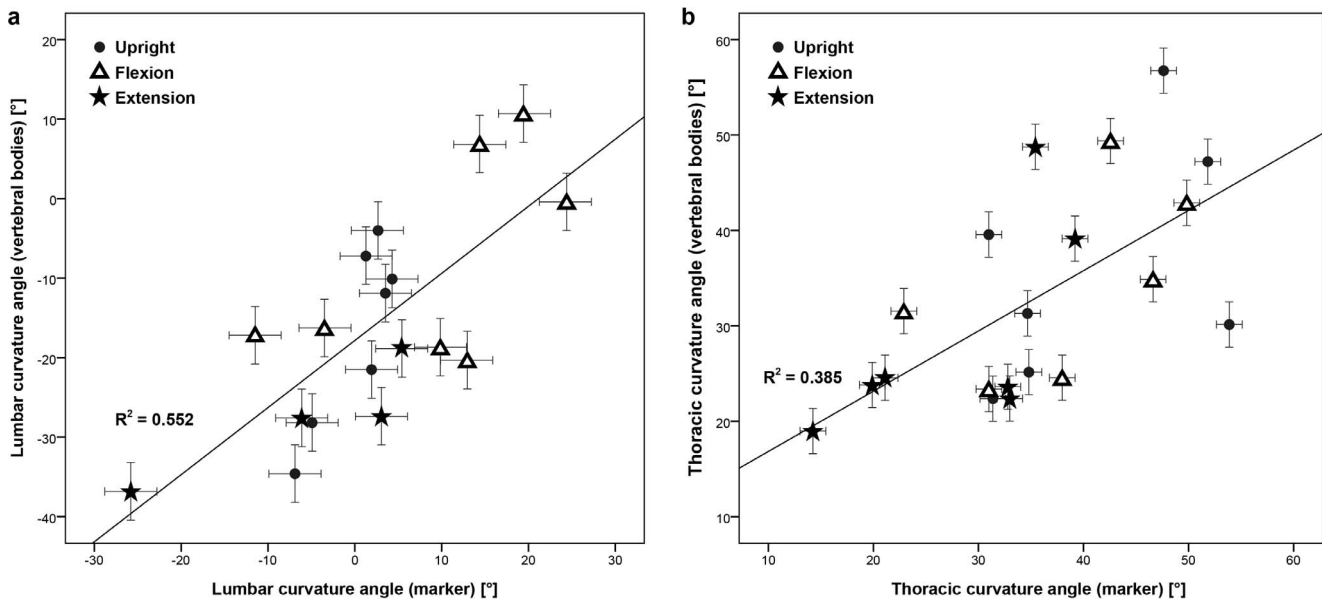 a
Upright
Flexion
Extension
R² = 0.552
20
10
-0
-10
-20
-30
-40
-30
-20
-10
0
10
20
30
Lumbar curvature angle (vertebral bodies) [°]
Lumbar curvature angle (marker) [°]
b
Upright
Flexion
Extension
R² = 0.385
60
50
40
30
20
10
10
20
30
40
50
60
Thoracic curvature angle (vertebral bodies) [°]
Thoracic curvature angle (marker) [°]